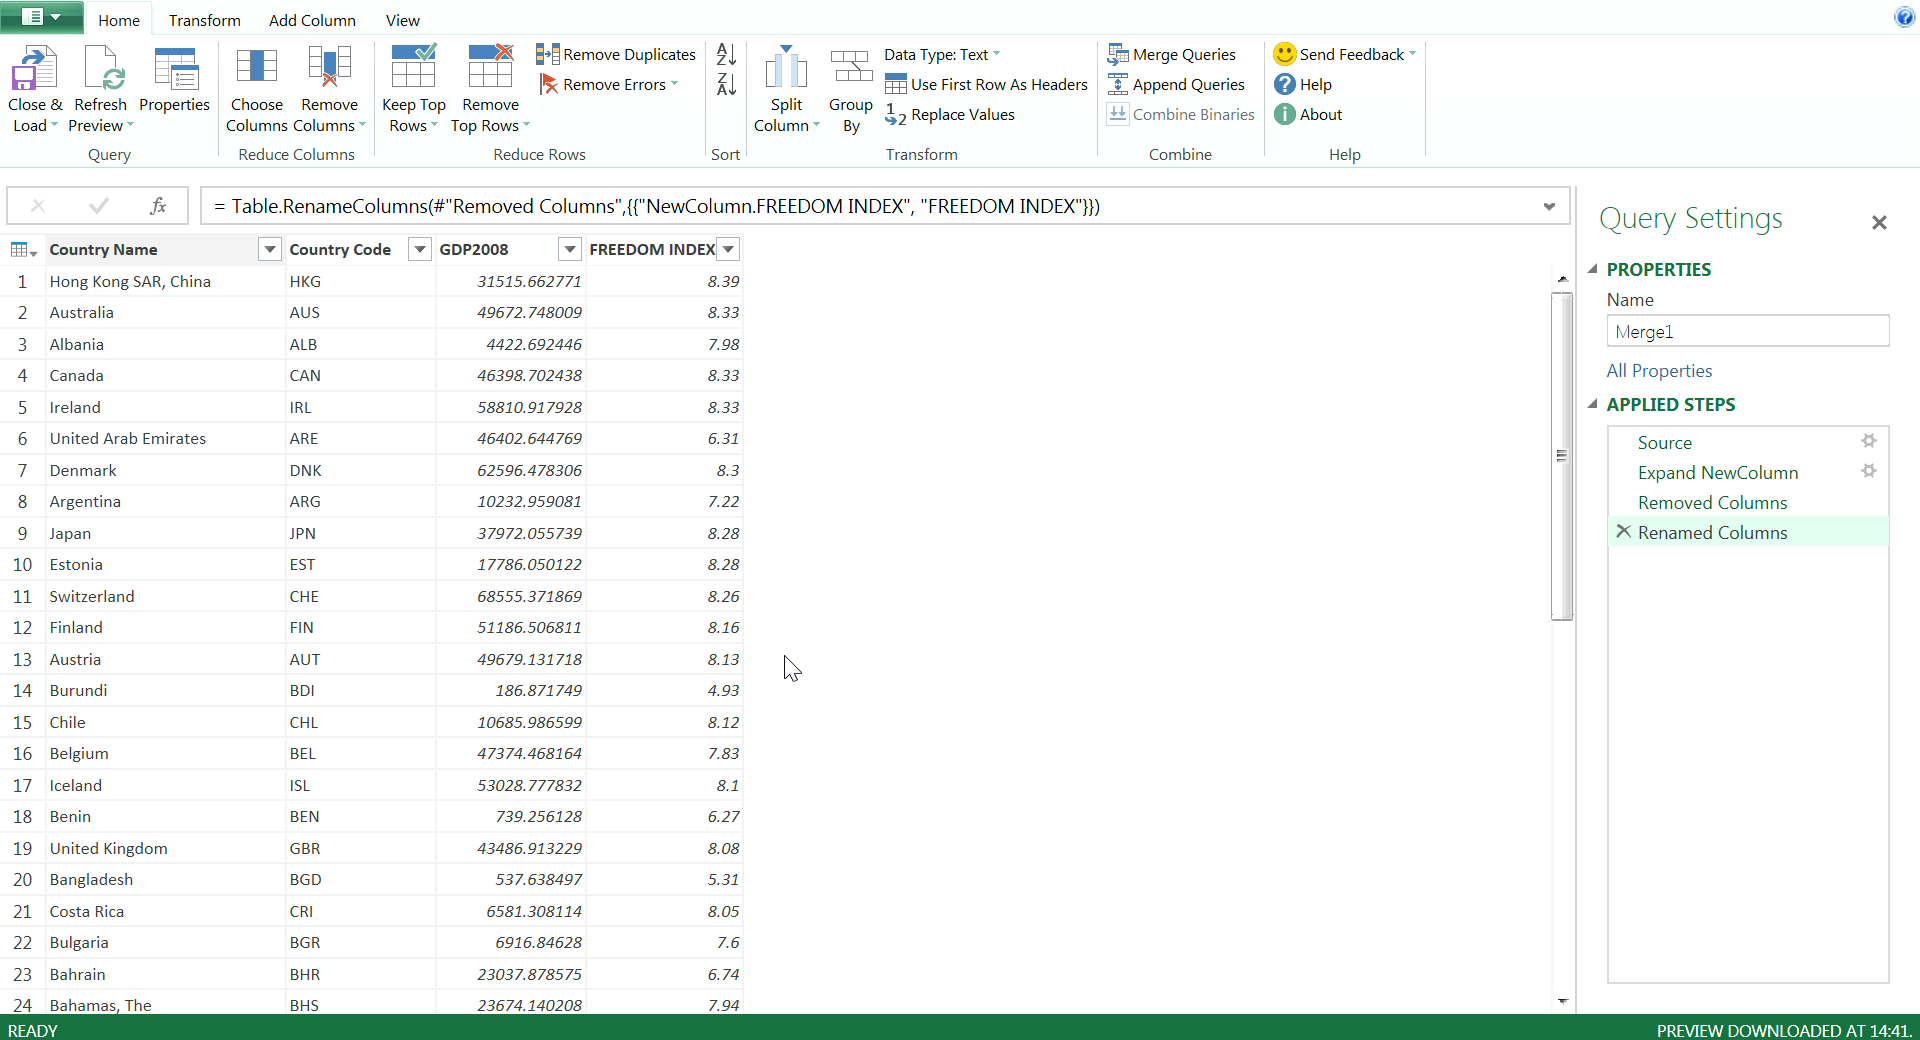 Home Transform Add Column View
Close & Load
Refresh Preview
Properties
Query
Choose Columns
Remove Columns
Reduce Columns
Keep Top Rows
Remove Top Rows
Remove Duplicates
Remove Errors
Reduce Rows
Sort
Split Column
Group By
Data Type: Text
Use First Row As Headers
Replace Values
Transform
Merge Queries
Append Queries
Combine Binaries
Combine
Send Feedback
Help
About
Help
fx = Table.RenameColumns(#"Removed Columns",{{"NewColumn.FREEDOM INDEX", "FREEDOM INDEX"}})
Country Name Country Code GDP2008 FREEDOM INDEX
1 Hong Kong SAR, China HKG 31515.662771 8.39
2 Australia AUS 49672.748009 8.33
3 Albania ALB 4422.692446 7.98
4 Canada CAN 46398.702438 8.33
5 Ireland IRL 58810.917928 8.33
6 United Arab Emirates ARE 46402.644769 6.31
7 Denmark DNK 62596.478306 8.3
8 Argentina ARG 10232.959081 7.22
9 Japan JPN 37972.055739 8.28
10 Estonia EST 17786.050122 8.28
11 Switzerland CHE 68555.371869 8.26
12 Finland FIN 51186.506811 8.16
13 Austria AUT 49679.131718 8.13
14 Burundi BDI 186.871749 4.93
15 Chile CHL 10685.986599 8.12
16 Belgium BEL 47374.468164 7.83
17 Iceland ISL 53028.777832 8.1
18 Benin BEN 739.256128 6.27
19 United Kingdom GBR 43486.913229 8.08
20 Bangladesh BGD 537.638497 5.31
21 Costa Rica CRI 6581.308114 8.05
22 Bulgaria BGR 6916.84628 7.6
23 Bahrain BHR 23037.878575 6.74
24 Bahamas, The BHS 23674.140208 7.94
Query Settings
PROPERTIES
Name
Merge1
All Properties
APPLIED STEPS
Source
Expand NewColumn
Removed Columns
Renamed Columns
READY
PREVIEW DOWNLOADED AT 14:41.